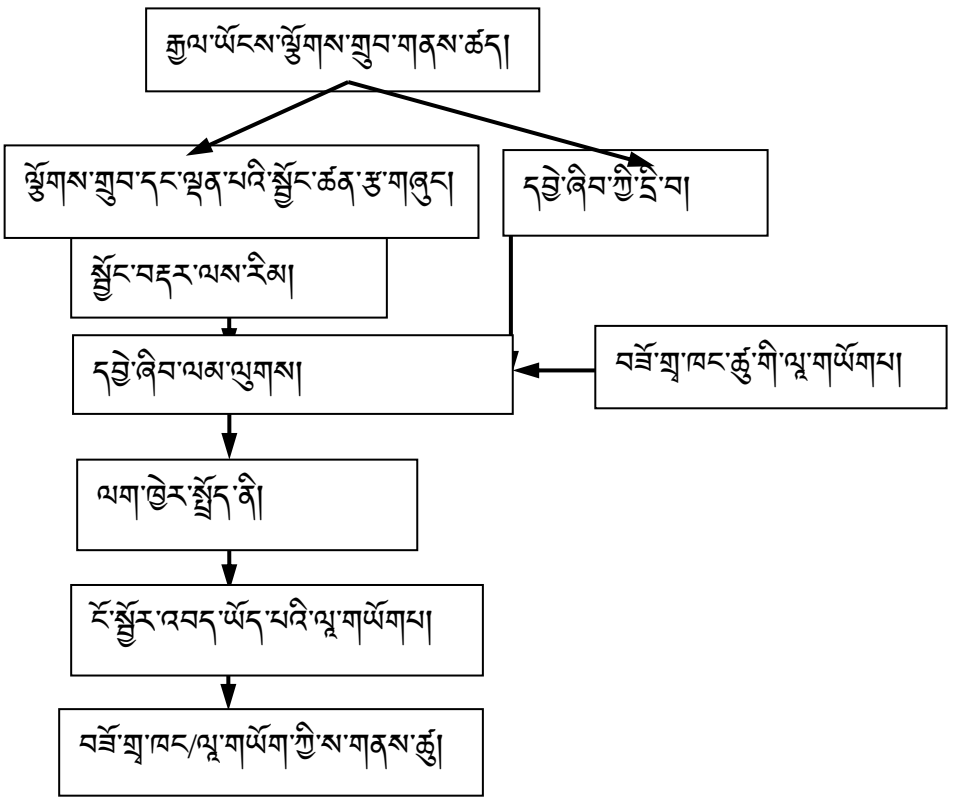 རྒྱལ་ཡོངས་ལྕོགས་གྲུབ་གནས་ཚད།
ལྕོགས་གྲུབ་དང་ལྡན་པའི་སྦྱོང་ཚན་རྩ་གཞུང།
དབྱེ་ཞིབ་ཀྱི་དྲི་བ།
སྦྱོང་བརྡར་ལས་རིམ།
དབྱེ་ཞིབ་ལམ་ལུགས།
བཟོ་གྲྭ་ཁང་ཚུ་གི་ལཱ་གཡོགཔ།
ལག་ཁྱེར་སྤྲོད་ནི།
ངོ་སྦྱོར་འབད་ཡོད་པའི་ལཱ་གཡོགཔ།
བཟོ་གྲྭ་ཁང/ལཱ་གཡོག་ཀྱི་ས་གནས་ཚུ།